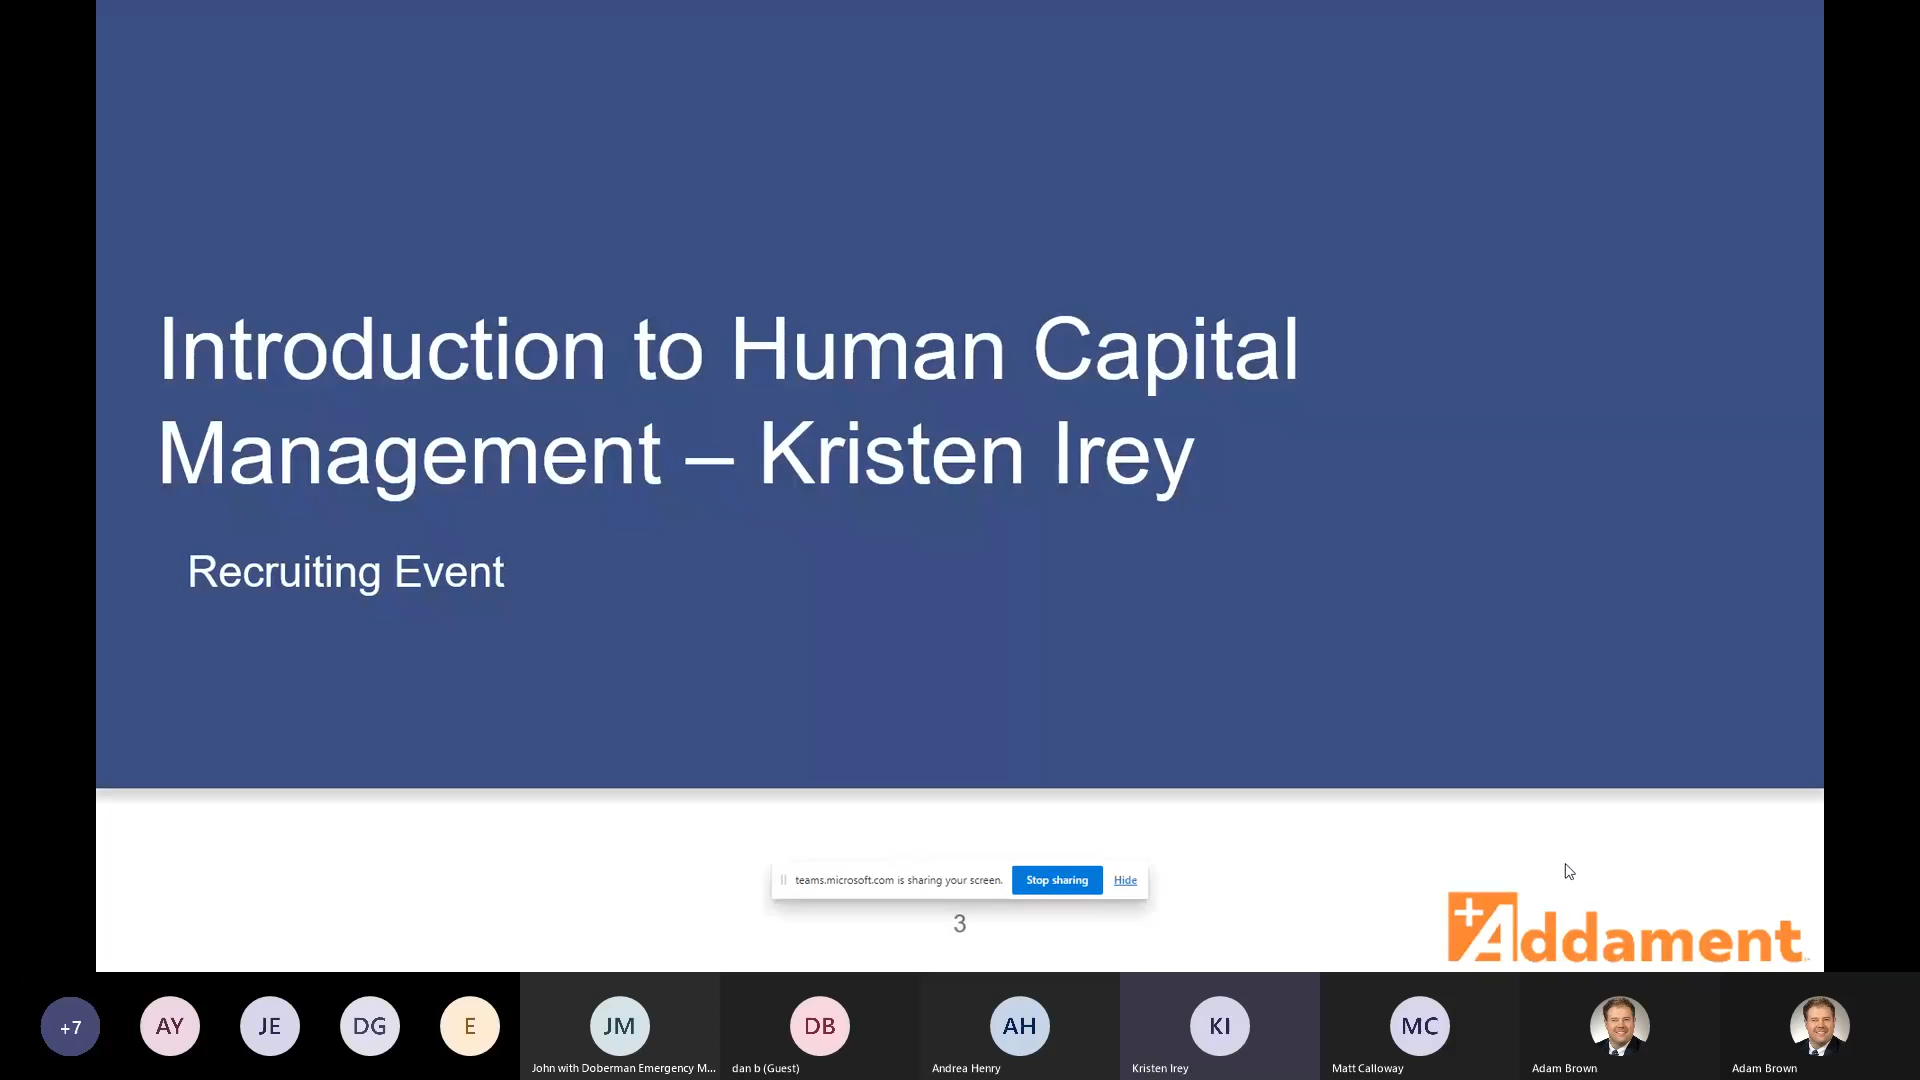 Introduction to Human Capital
Management – Kristen Irey
Recruiting Event
teams.microsoft.com is sharing your screen. Stop sharing Hide
3
+Addament
+7 AY JE DG E JM DB AH KI MC
John with Doberman Emergency M... dan b (Guest) Andrea Henry Kristen Irey Matt Calloway Adam Brown Adam Brown